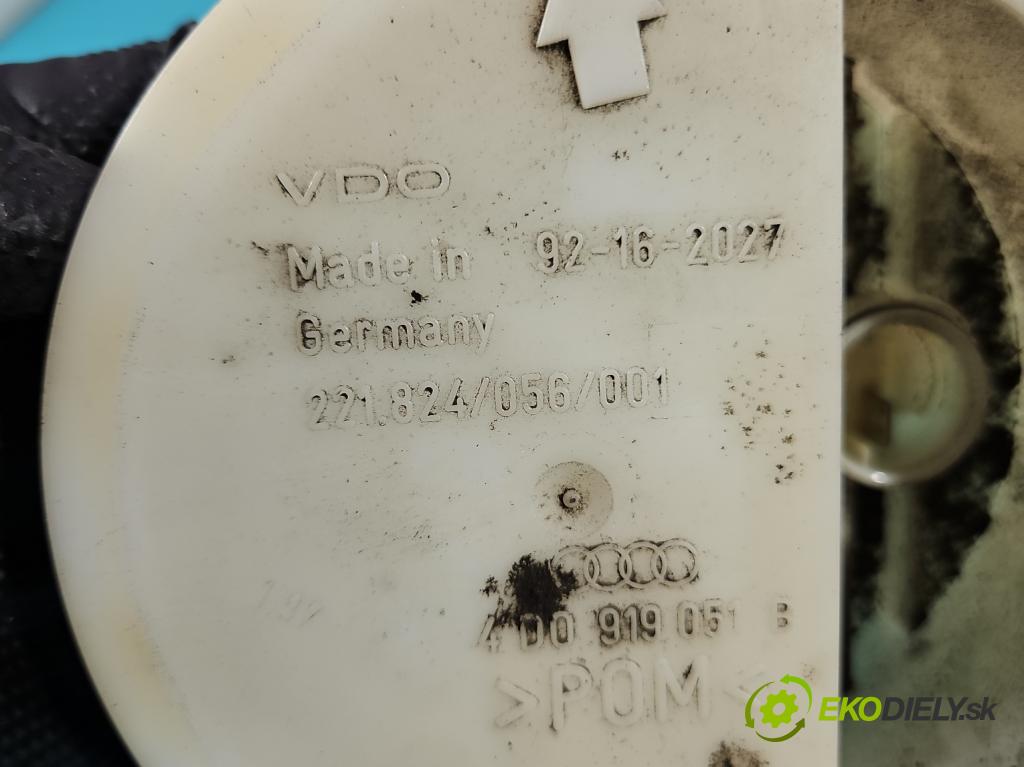 VDO
Made in 92-16-2027
Germany
221.824/056/001
4D0 919 051 B
>POM<
EKODIELY.sk